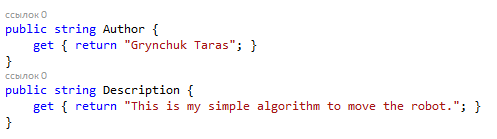 ссылок 0
public string Author {
    get { return "Grynchuk Taras"; }
}
ссылок 0
public string Description {
    get { return "This is my simple algorithm to move the robot."; }
}